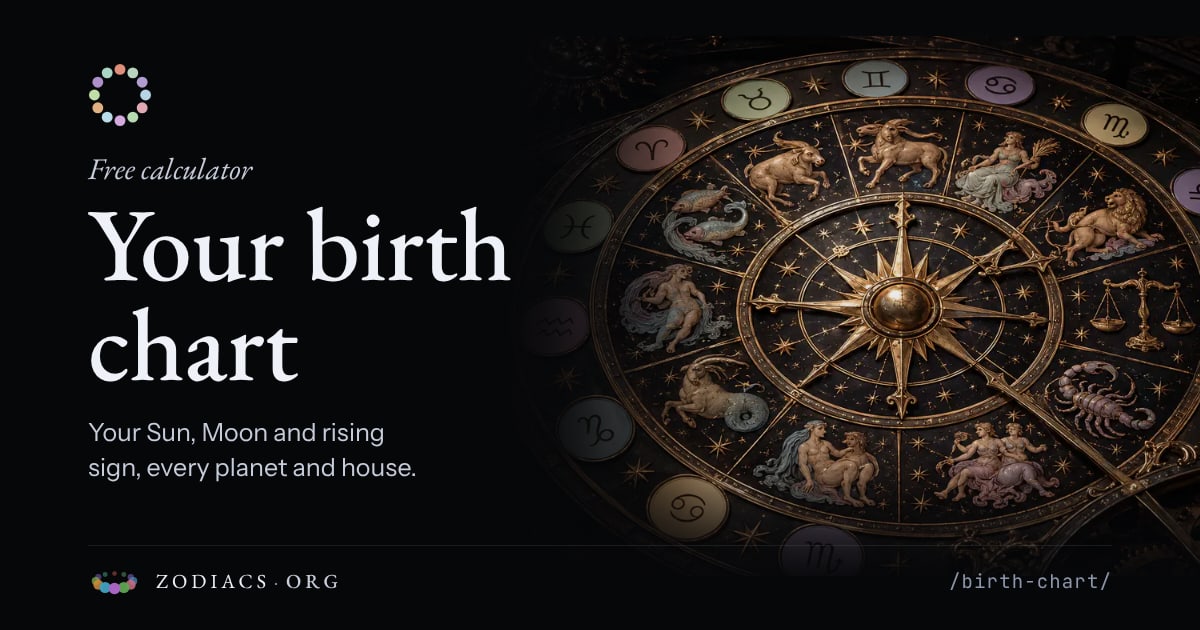 Free calculator
Your birth
chart
Your Sun, Moon and rising
sign, every planet and house.
ZODIACS·ORG
/birth-chart/